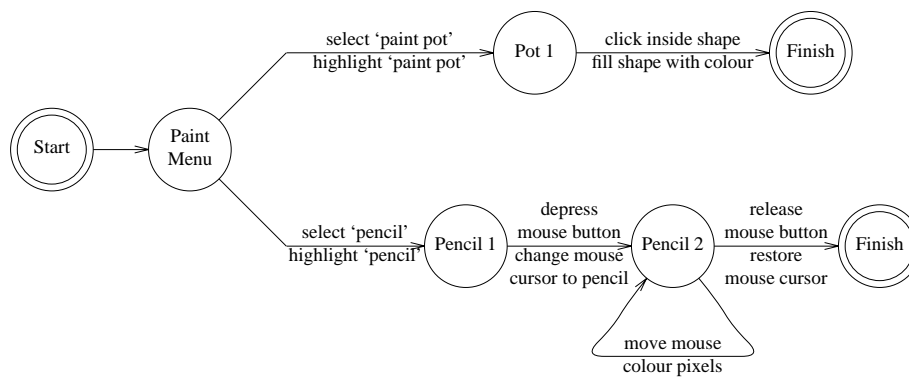 select ‘paint pot’
highlight ‘paint pot’
Pot 1
click inside shape
fill shape with colour
Finish
Start
Paint
Menu
select ‘pencil’
highlight ‘pencil’
Pencil 1
depress
mouse button
change mouse
cursor to pencil
Pencil 2
release
mouse button
restore
mouse cursor
Finish
move mouse
colour pixels